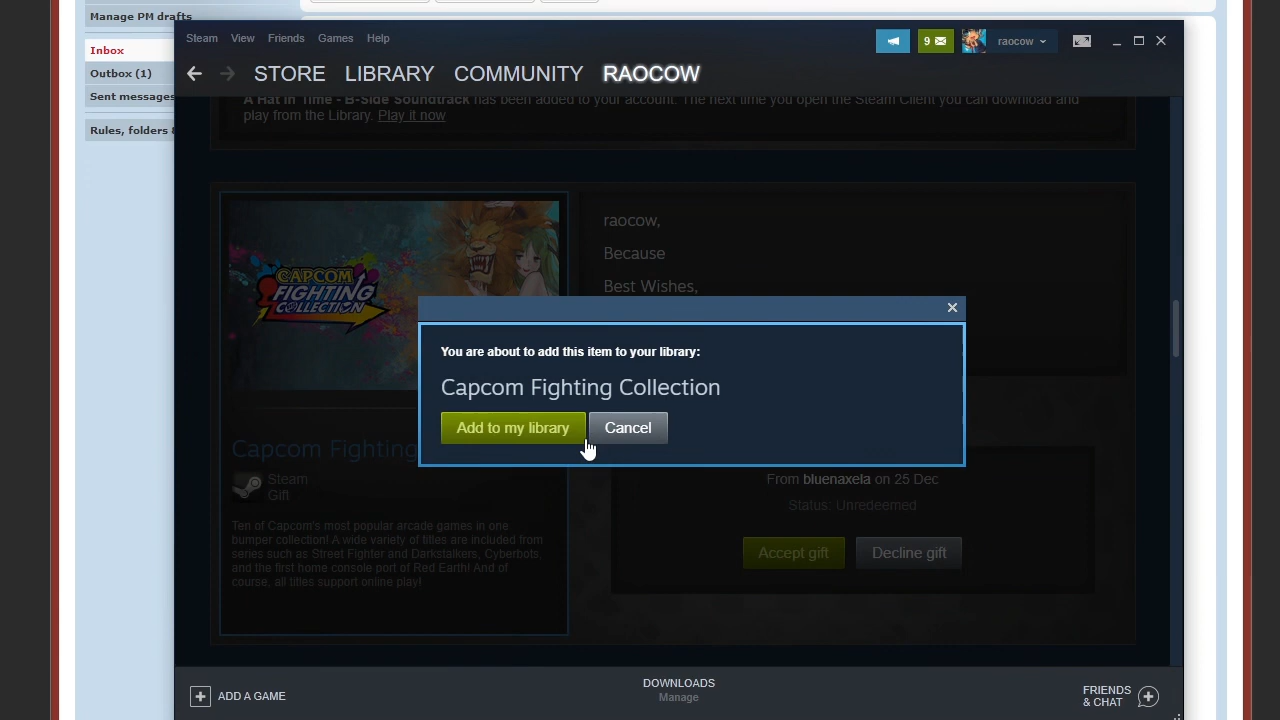 Manage PM drafts
Inbox
Outbox (1)
Sent messages
Rules, folders &
Steam View Friends Games Help
9
raocow
STORE LIBRARY COMMUNITY RAOCOW
A Hat in Time - B-Side Soundtrack has been added to your account. The next time you open the Steam Client you can download and
play from the Library. Play it now
CAPCOM
FIGHTING
COLLECTION
raocow,
Because
Best Wishes,
You are about to add this item to your library:
Capcom Fighting Collection
Add to my library Cancel
Capcom Fighting
Steam
Gift
Ten of Capcom's most popular arcade games in one
bumper collection! A wide variety of titles are included from
series such as Street Fighter and Darkstalkers, Cyberbots,
and the first home console port of Red Earth! And of
course, all titles support online play!
From bluenaxela on 25 Dec
Status: Unredeemed
Accept gift Decline gift
ADD A GAME
DOWNLOADS
Manage
FRIENDS
& CHAT